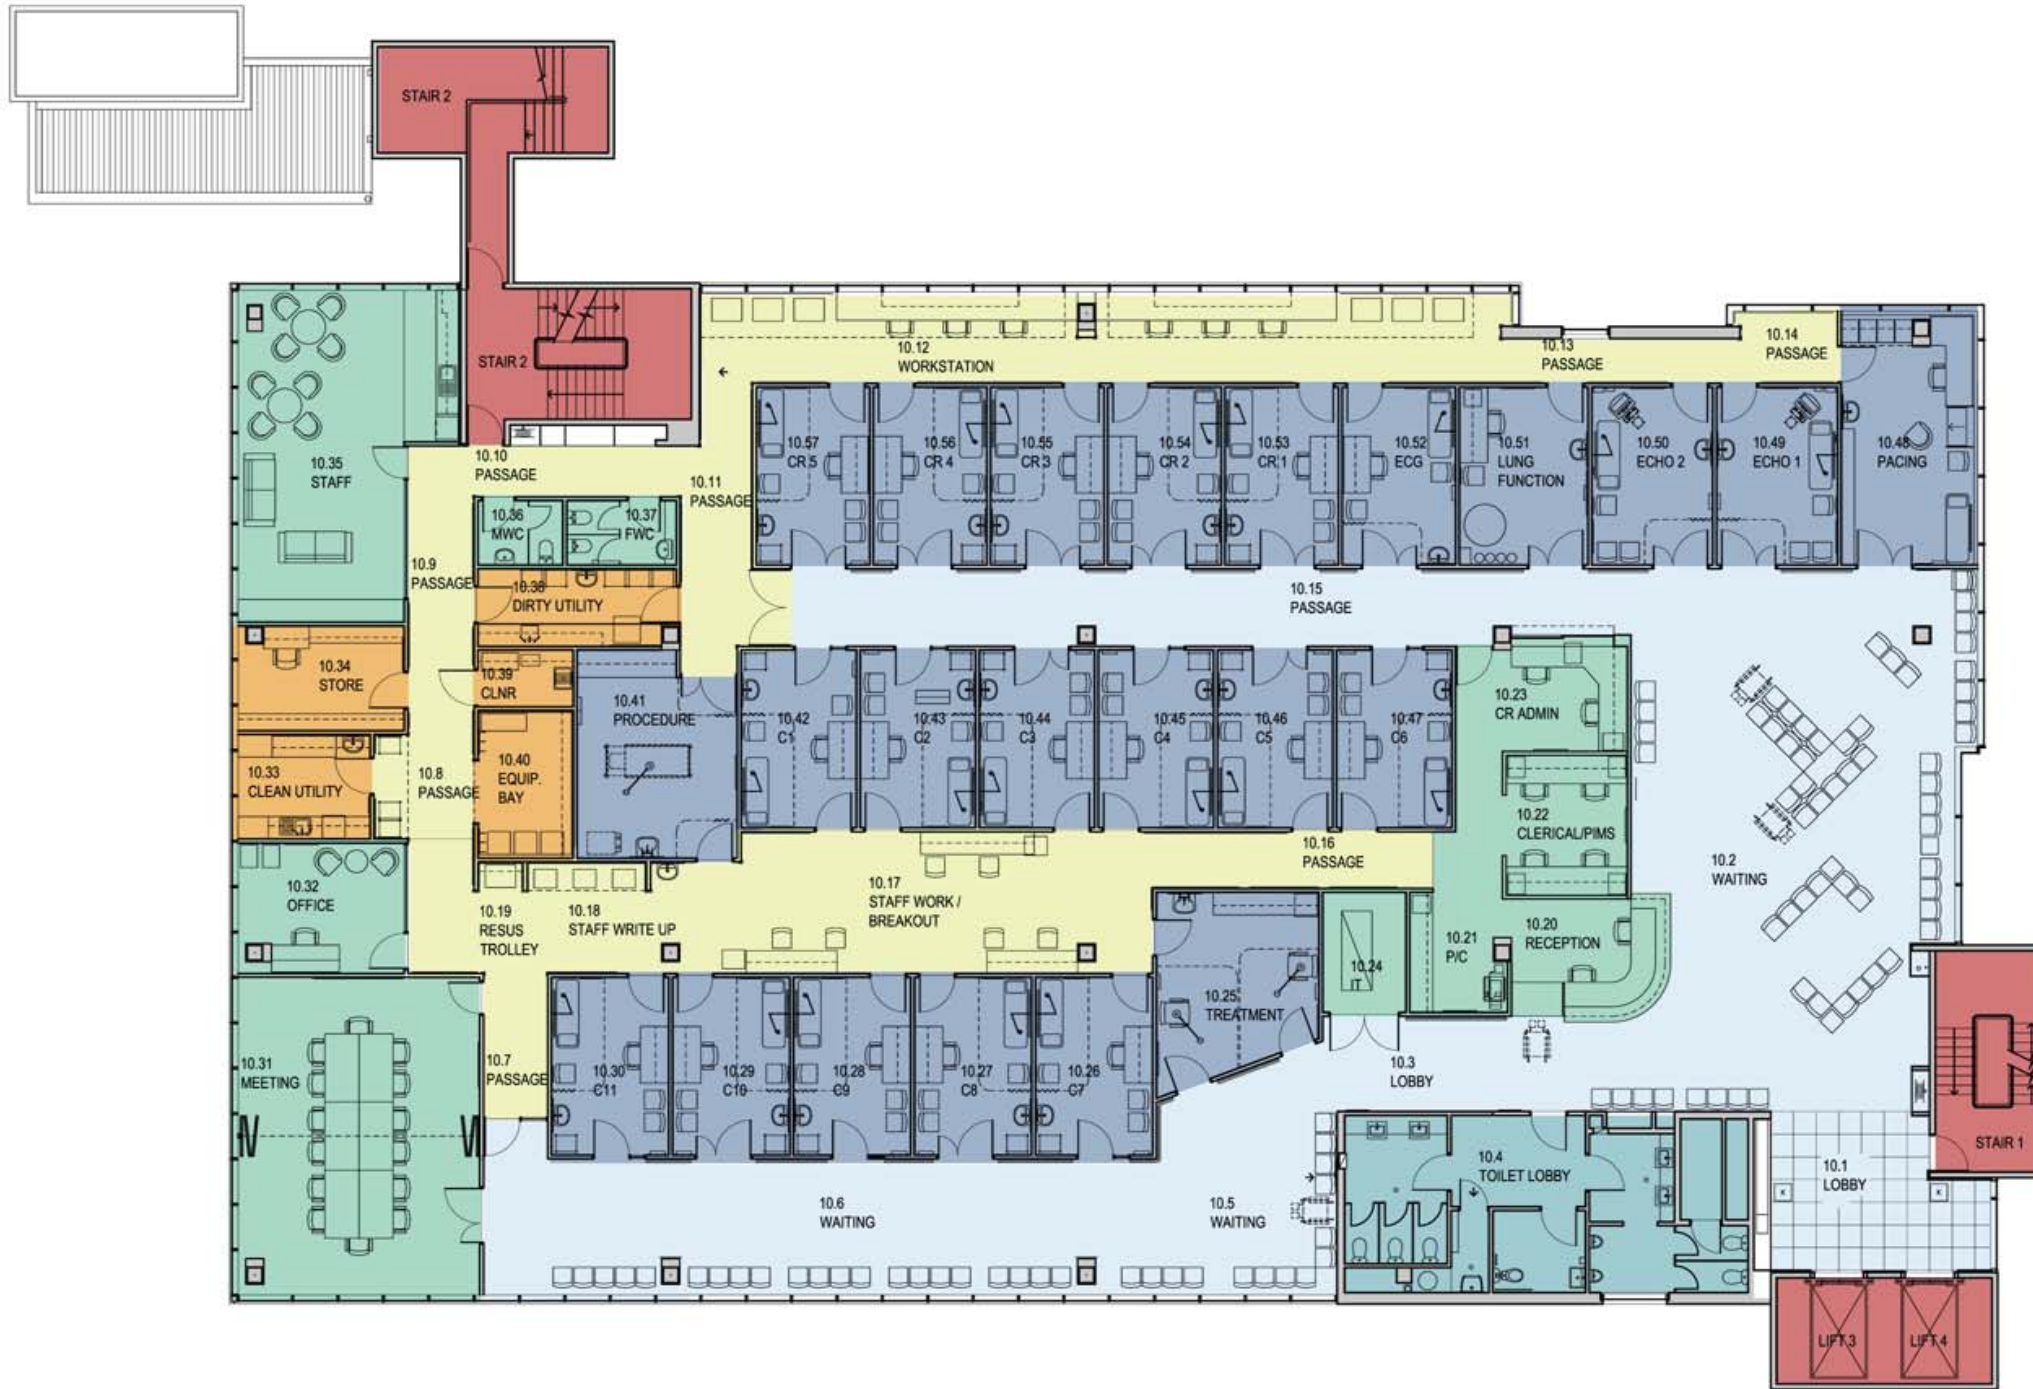 STAIR 2
STAIR 2
10.12
WORKSTATION
10.13
PASSAGE
10.14
PASSAGE
10.35
STAFF
10.10
PASSAGE
10.11
PASSAGE
10.57
CR 5
10.56
CR 4
10.55
CR 3
10.54
CR 2
10.53
CR 1
10.52
ECG
10.51
LUNG
FUNCTION
10.50
ECHO 2
10.49
ECHO 1
10.48
PACING
10.36
MWC
10.37
FWC
10.9
PASSAGE
10.38
DIRTY UTILITY
10.15
PASSAGE
10.34
STORE
10.39
CLNR
10.41
PROCEDURE
10.42
C1
10.43
C2
10.44
C3
10.45
C4
10.46
C5
10.47
C6
10.23
CR ADMIN
10.33
CLEAN UTILITY
10.8
PASSAGE
10.40
EQUIP.
BAY
10.22
CLERICAL/PIMS
10.16
PASSAGE
10.2
WAITING
10.32
OFFICE
10.19
RESUS
TROLLEY
10.18
STAFF WRITE UP
10.17
STAFF WORK /
BREAKOUT
10.21
P/C
10.20
RECEPTION
10.24
IT
10.25
TREATMENT
10.31
MEETING
10.7
PASSAGE
10.30
C11
10.29
C10
10.28
C9
10.27
C8
10.26
C7
10.3
LOBBY
10.4
TOILET LOBBY
10.1
LOBBY
STAIR 1
10.6
WAITING
10.5
WAITING
LIFT 3
LIFT 4